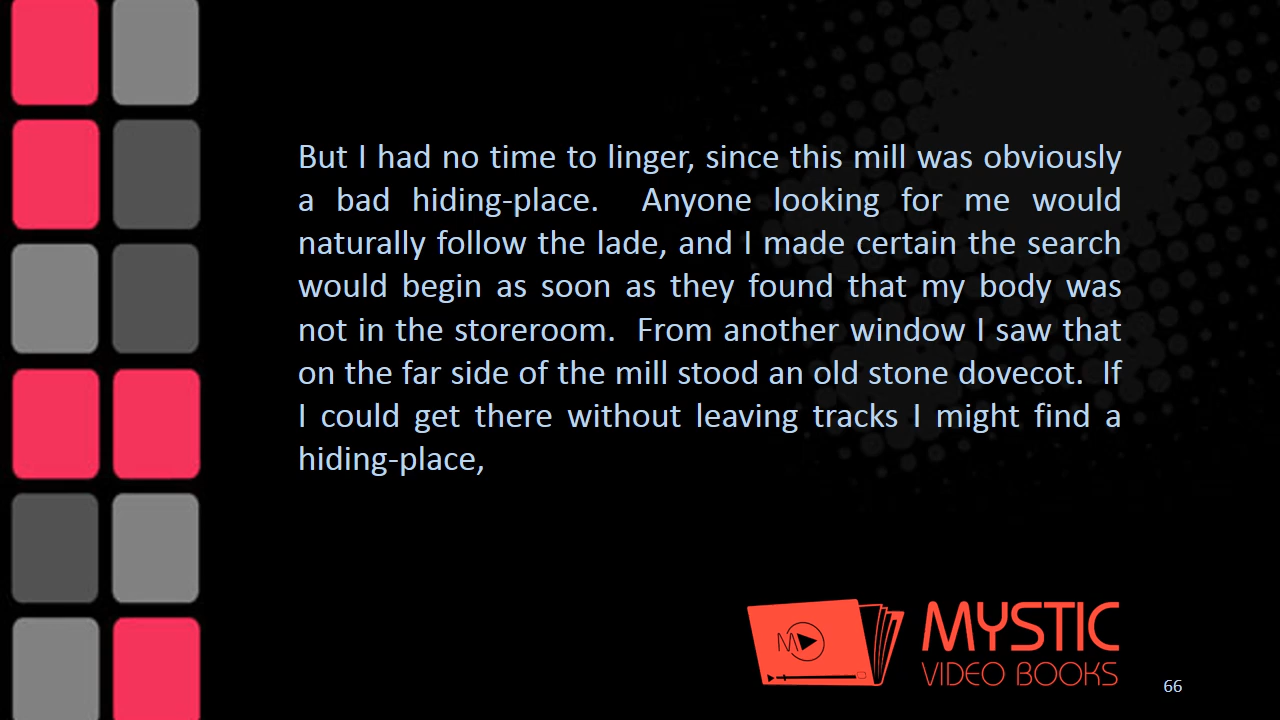 But I had no time to linger, since this mill was obviously
a bad hiding-place.  Anyone looking for me would
naturally follow the lade, and I made certain the search
would begin as soon as they found that my body was
not in the storeroom.  From another window I saw that
on the far side of the mill stood an old stone dovecot.  If
I could get there without leaving tracks I might find a
hiding-place,
M
MYSTIC
VIDEO BOOKS
66